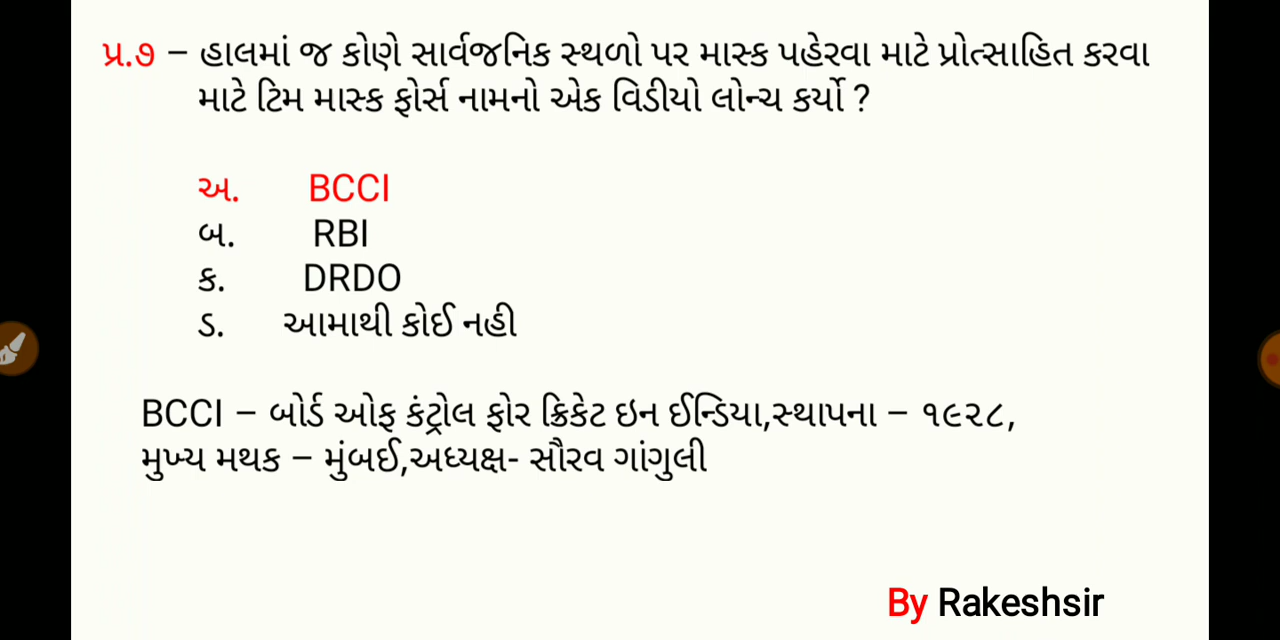 પ્ર.૭ – હાલમાં જ કોણે સાર્વજનિક સ્થળો પર માસ્ક પહેરવા માટે પ્રોત્સાહિત કરવા
માટે ટિમ માસ્ક ફોર્સ નામનો એક વિડીયો લોન્ચ કર્યો ?
અ. BCCI
બ. RBI
ક. DRDO
ડ. આમાથી કોઈ નહી
BCCI – બોર્ડ ઓફ કંટ્રોલ ફોર ક્રિકેટ ઇન ઈન્ડિયા,સ્થાપના – ૧૯૨૮,
મુખ્ય મથક – મુંબઈ,અધ્યક્ષ- સૌરવ ગાંગુલી
By Rakeshsir